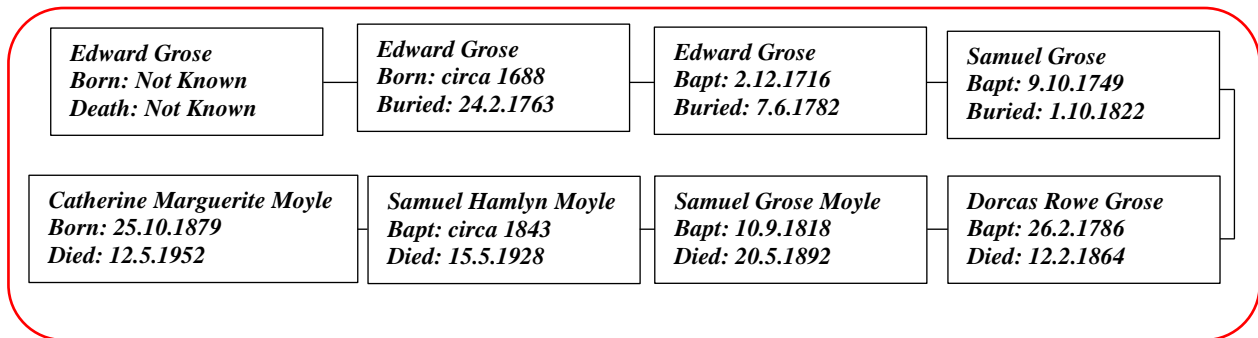 Edward Grose
Born: Not Known
Death: Not Known
Edward Grose
Born: circa 1688
Buried: 24.2.1763
Edward Grose
Bapt: 2.12.1716
Buried: 7.6.1782
Samuel Grose
Bapt: 9.10.1749
Buried: 1.10.1822
Catherine Marguerite Moyle
Born: 25.10.1879
Died: 12.5.1952
Samuel Hamlyn Moyle
Bapt: circa 1843
Died: 15.5.1928
Samuel Grose Moyle
Bapt: 10.9.1818
Died: 20.5.1892
Dorcas Rowe Grose
Bapt: 26.2.1786
Died: 12.2.1864